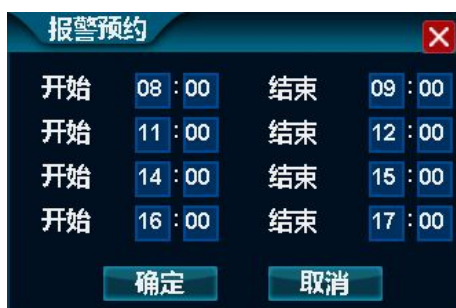 报警预约
开始 08 : 00 结束 09 : 00
开始 11 : 00 结束 12 : 00
开始 14 : 00 结束 15 : 00
开始 16 : 00 结束 17 : 00
确定 取消